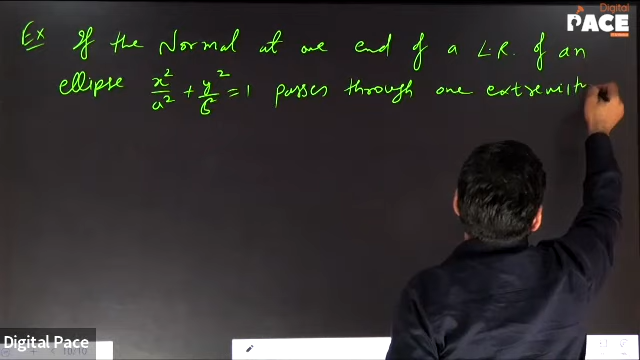 Digital
PACE
Ex If the Normal at one end of a L.R. of an
ellipse x²/a² + y²/b² = 1 passes through one extremit
Digital Pace